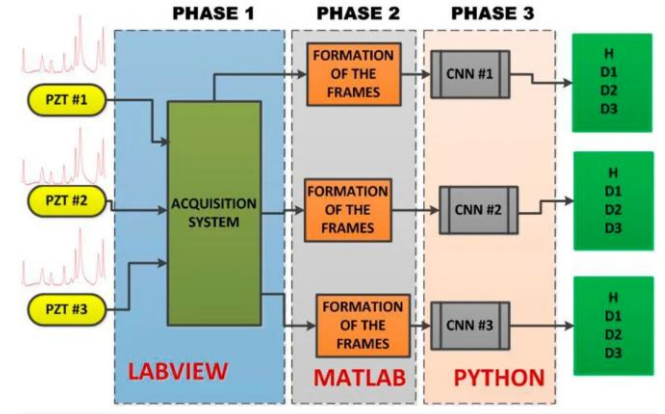 PHASE 1
PHASE 2
PHASE 3
PZT #1
PZT #2
PZT #3
ACQUISITION
SYSTEM
LABVIEW
FORMATION
OF THE
FRAMES
FORMATION
OF THE
FRAMES
FORMATION
OF THE
FRAMES
MATLAB
CNN #1
CNN #2
CNN #3
PYTHON
H
D1
D2
D3
H
D1
D2
D3
H
D1
D2
D3